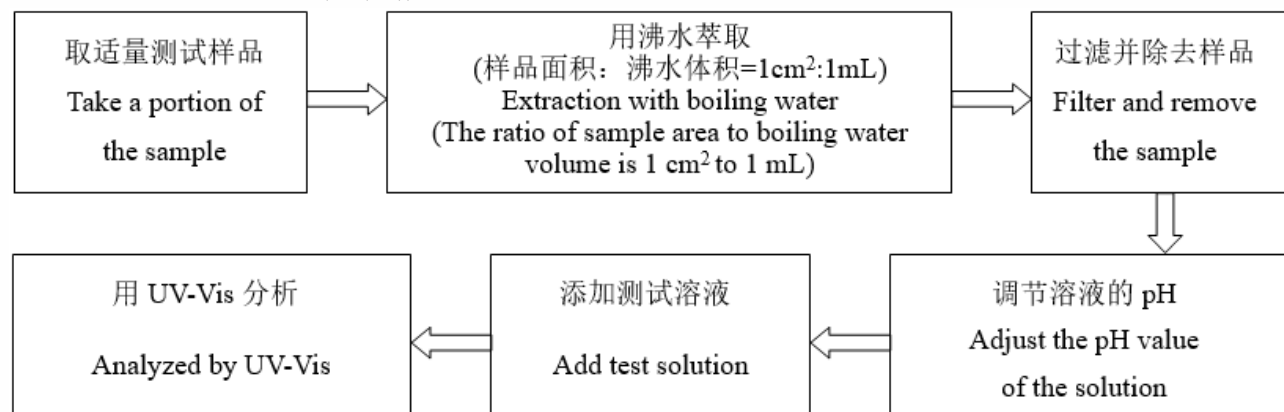 取适量测试样品
Take a portion of
the sample
用沸水萃取
(样品面积：沸水体积=1cm²:1mL)
Extraction with boiling water
(The ratio of sample area to boiling water
volume is 1 cm² to 1 mL)
过滤并除去样品
Filter and remove
the sample
调节溶液的 pH
Adjust the pH value
of the solution
添加测试溶液
Add test solution
用 UV-Vis 分析
Analyzed by UV-Vis